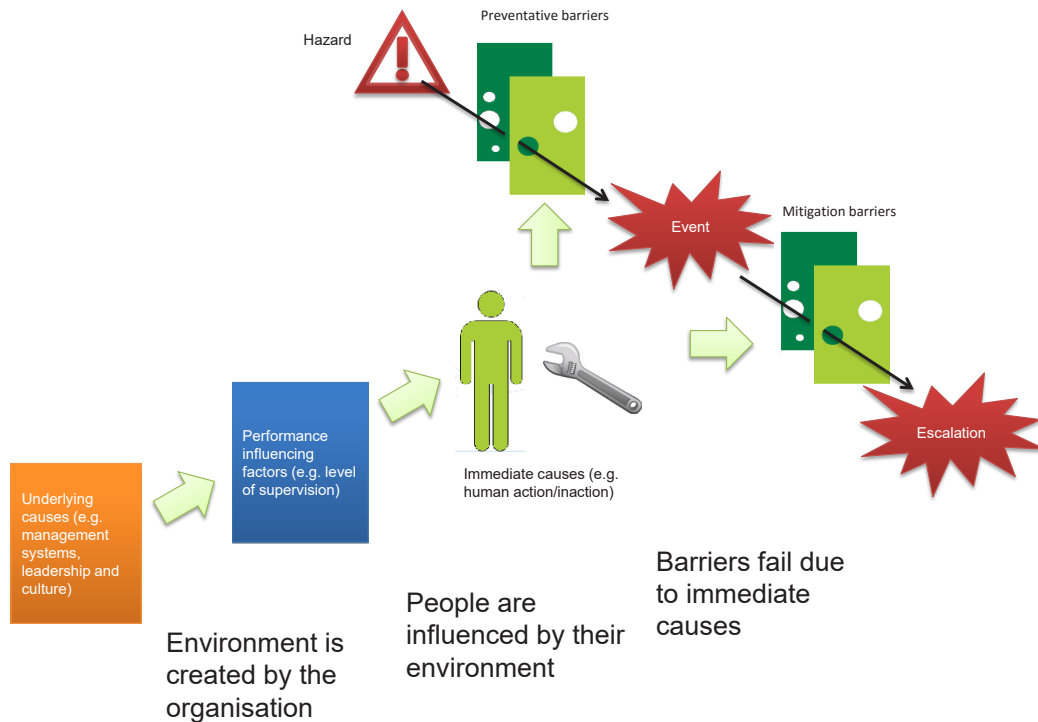 Preventative barriers
Hazard
Event
Mitigation barriers
Escalation
Immediate causes (e.g.
human action/inaction)
Performance
influencing
factors (e.g. level
of supervision)
Underlying
causes (e.g.
management
systems,
leadership and
culture)
Environment is
created by the
organisation
People are
influenced by their
environment
Barriers fail due
to immediate
causes